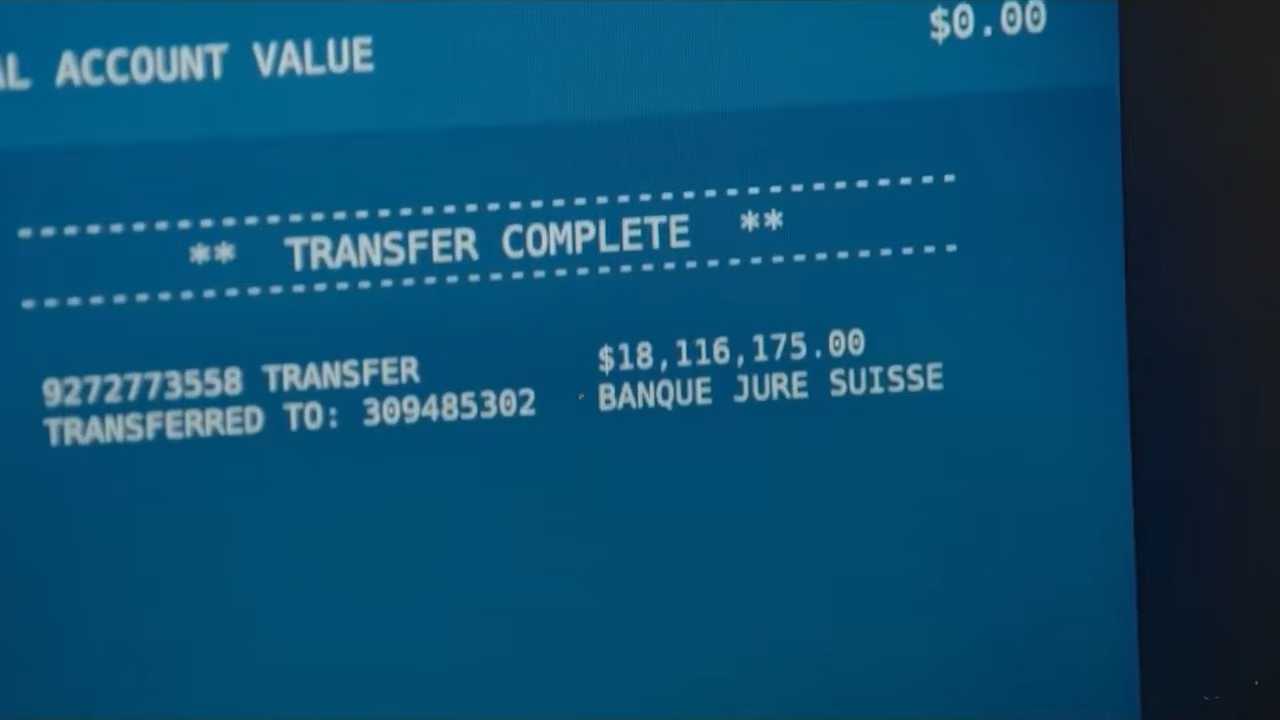 AL ACCOUNT VALUE $0.00
** TRANSFER COMPLETE **
9272773558 TRANSFER $18,116,175.00
TRANSFERRED TO: 309485302 BANQUE JURE SUISSE